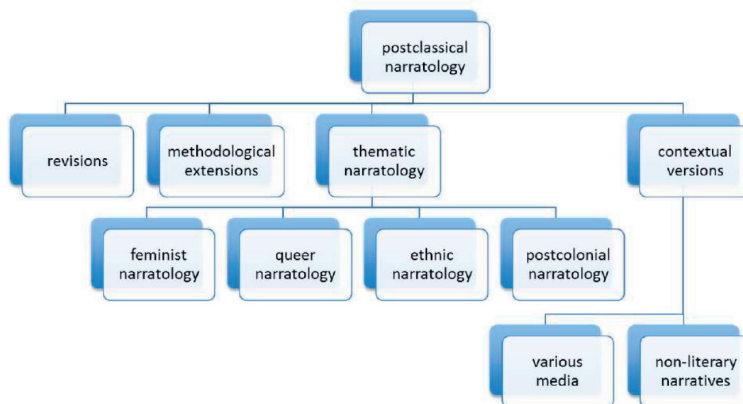 postclassical
narratology
revisions
methodological
extensions
thematic
narratology
contextual
versions
feminist
narratology
queer
narratology
ethnic
narratology
postcolonial
narratology
various
media
non-literary
narratives